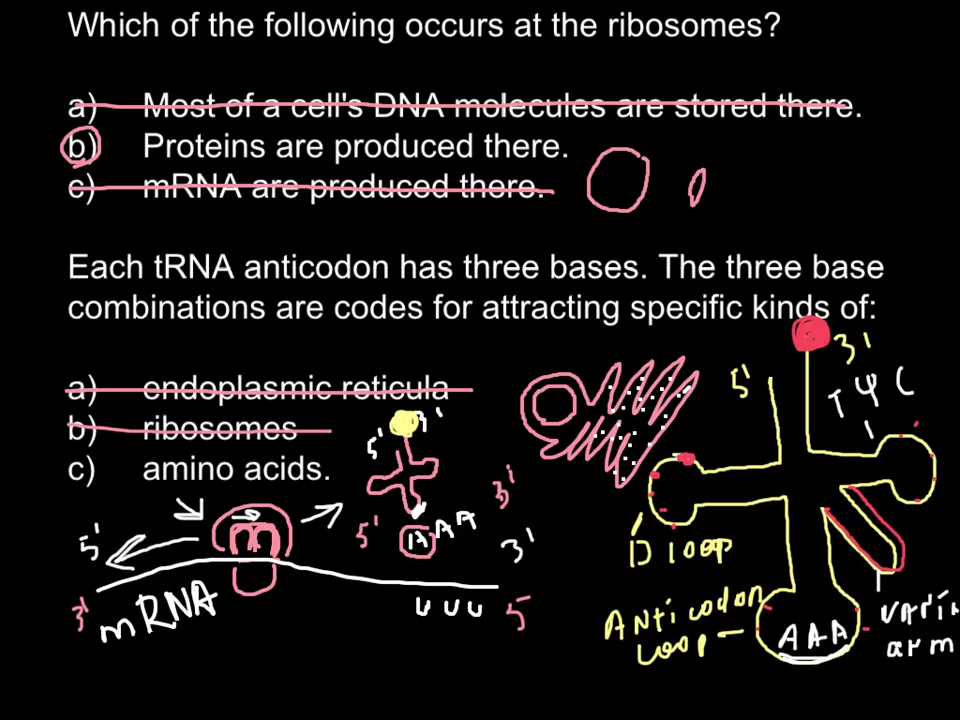 Which of the following occurs at the ribosomes?
a) Most of a cell's DNA molecules are stored there.
b) Proteins are produced there.
c) mRNA are produced there.
Each tRNA anticodon has three bases. The three base
combinations are codes for attracting specific kinds of:
a) endoplasmic reticula
b) ribosomes
c) amino acids.
3'
5'
T Ψ C
3'
5'
3'
5'
A A A
3'
5'
m
D loop
3'
mRNA
U U U
5
Anticodon
Loop
AAA
arm